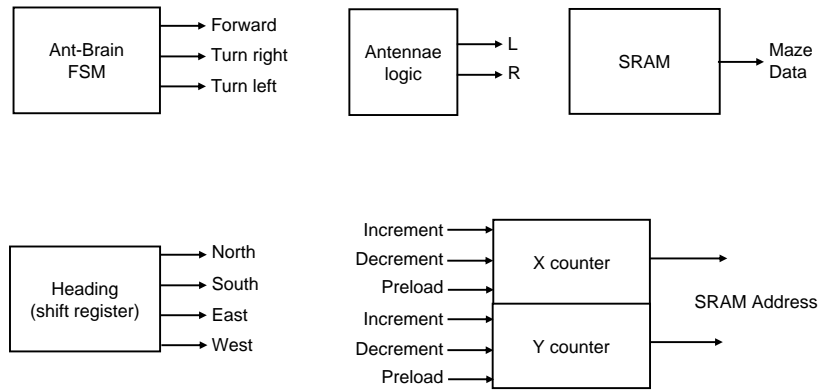 Ant-Brain
FSM
Forward
Turn right
Turn left
Antennae
logic
L
R
SRAM
Maze
Data
Heading
(shift register)
North
South
East
West
Increment
Decrement
Preload
X counter
Increment
Decrement
Preload
Y counter
SRAM Address